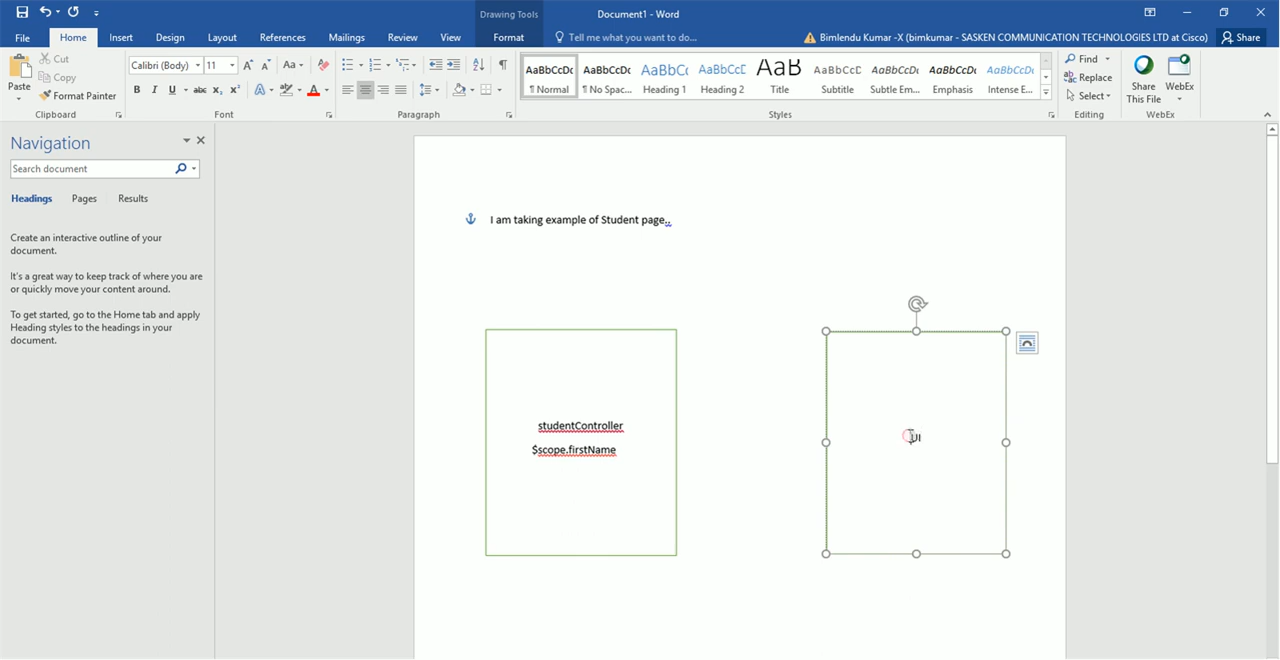 Drawing Tools
Document1 - Word
File
Home
Insert
Design
Layout
References
Mailings
Review
View
Format
Tell me what you want to do...
Bimlendu Kumar -X (bimkumar - SASKEN COMMUNICATION TECHNOLOGIES LTD at Cisco)
Share
Paste
Cut
Copy
Format Painter
Clipboard
Calibri (Body)
11
Font
Paragraph
AaBbCcDc
¶ Normal
AaBbCcDc
¶ No Spac...
AaBbCc
Heading 1
AaBbCcE
Heading 2
AaB
Title
AaBbCcD
Subtitle
AaBbCcDc
Subtle Em...
AaBbCcDc
Emphasis
AaBbCcDc
Intense E...
Styles
Find
Replace
Select
Editing
Share
This File
WebEx
WebEx
Navigation
Search document
Headings
Pages
Results
Create an interactive outline of your
document.
It's a great way to keep track of where you are
or quickly move your content around.
To get started, go to the Home tab and apply
Heading styles to the headings in your
document.
I am taking example of Student page..
studentController
$scope.firstName
UI